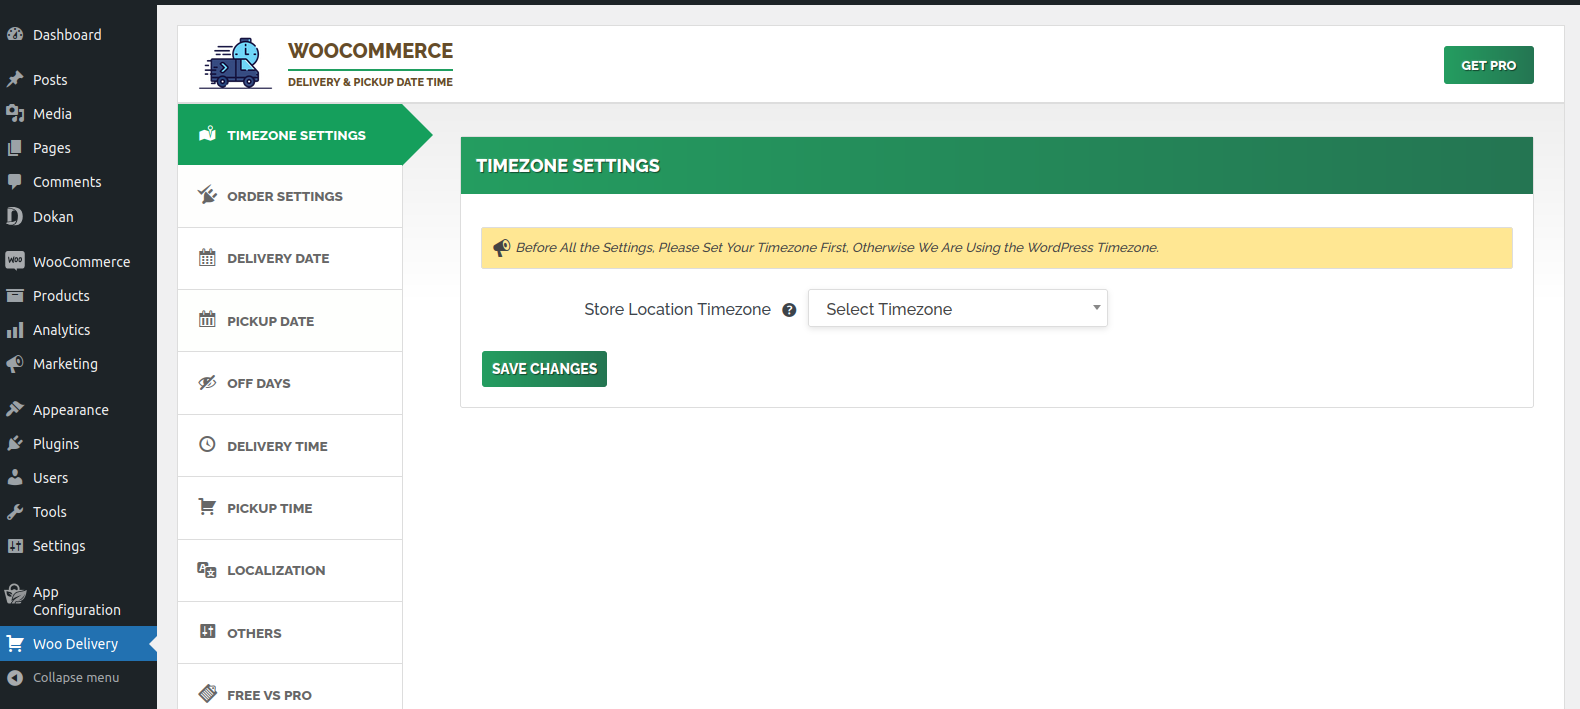 Dashboard
Posts
Media
Pages
Comments
Dokan
WooCommerce
Products
Analytics
Marketing
Appearance
Plugins
Users
Tools
Settings
App
Configuration
Woo Delivery
Collapse menu
WOOCOMMERCE
DELIVERY & PICKUP DATE TIME
GET PRO
TIMEZONE SETTINGS
ORDER SETTINGS
DELIVERY DATE
PICKUP DATE
OFF DAYS
DELIVERY TIME
PICKUP TIME
LOCALIZATION
OTHERS
FREE VS PRO
TIMEZONE SETTINGS
Before All the Settings, Please Set Your Timezone First, Otherwise We Are Using the WordPress Timezone.
Store Location Timezone ? Select Timezone
SAVE CHANGES